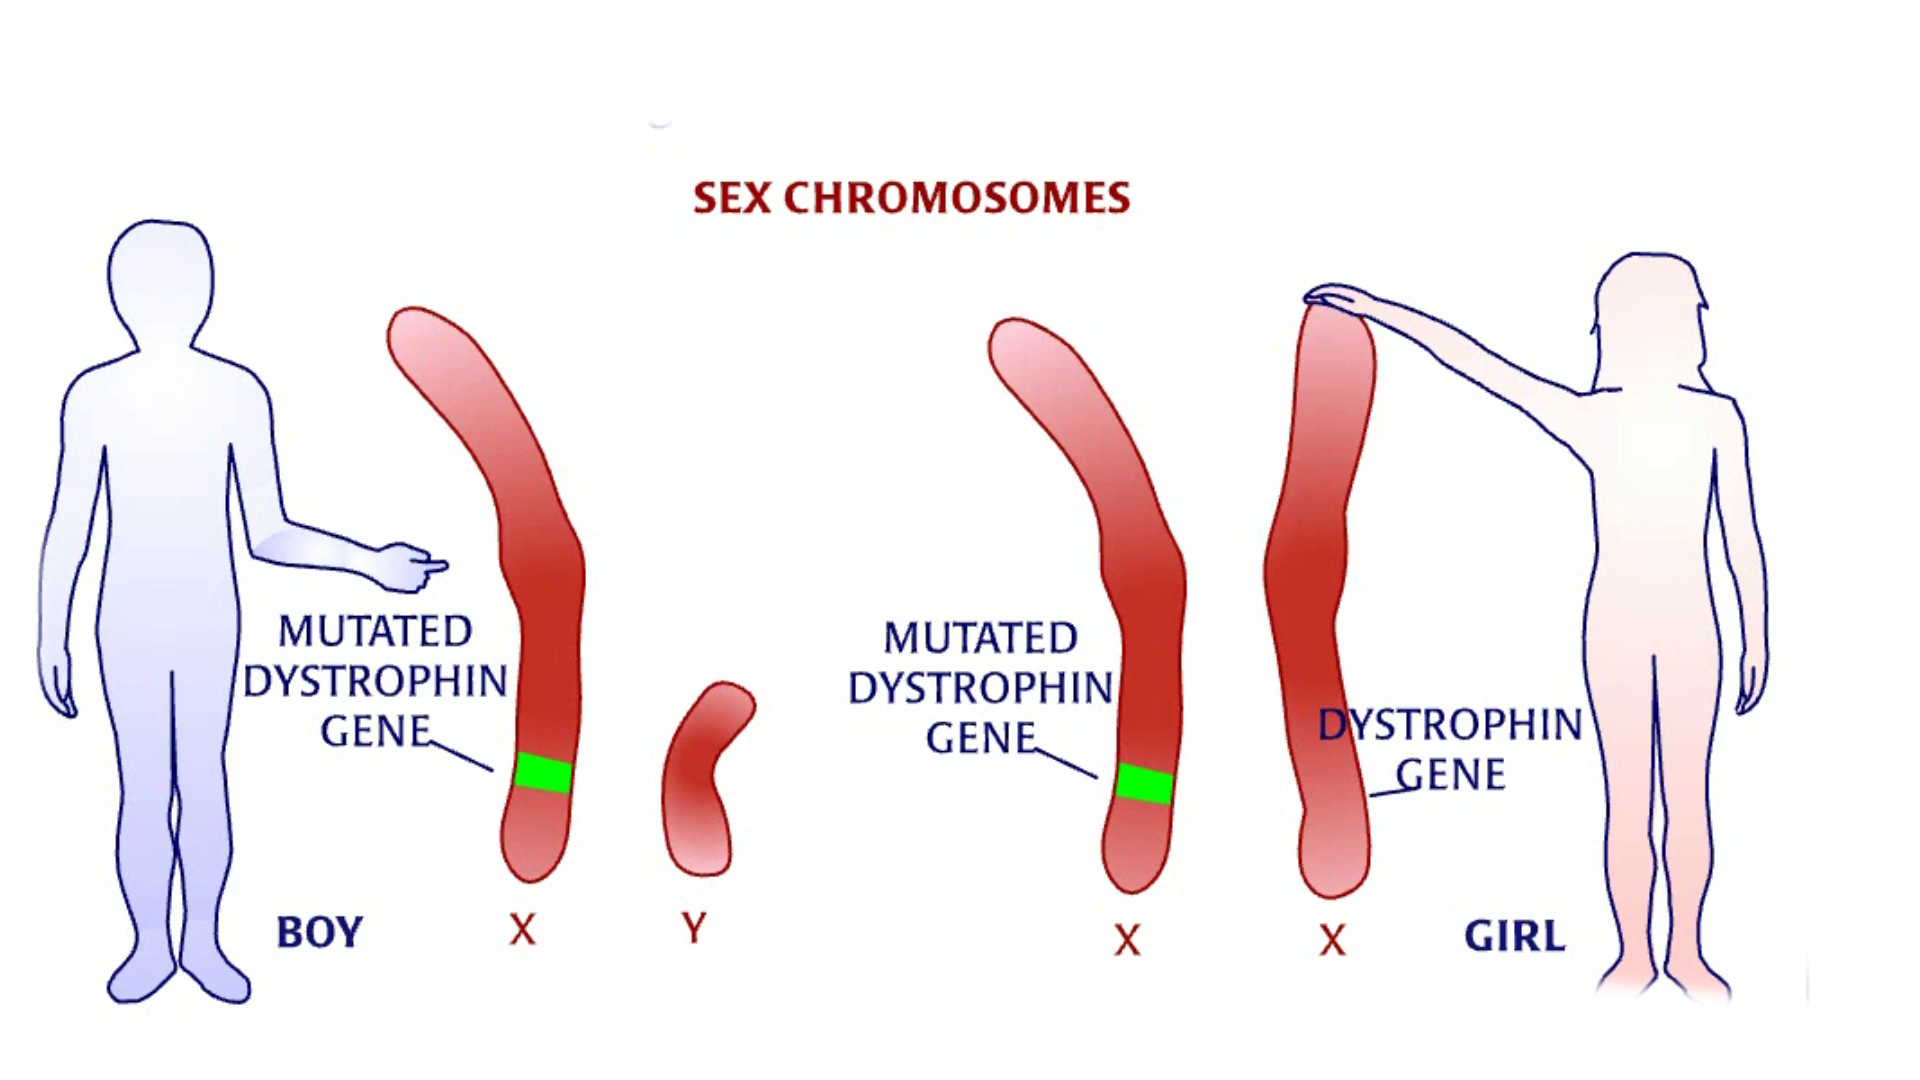 SEX CHROMOSOMES
MUTATED
DYSTROPHIN
GENE
BOY
X
Y
MUTATED
DYSTROPHIN
GENE
DYSTROPHIN
GENE
X
X
GIRL